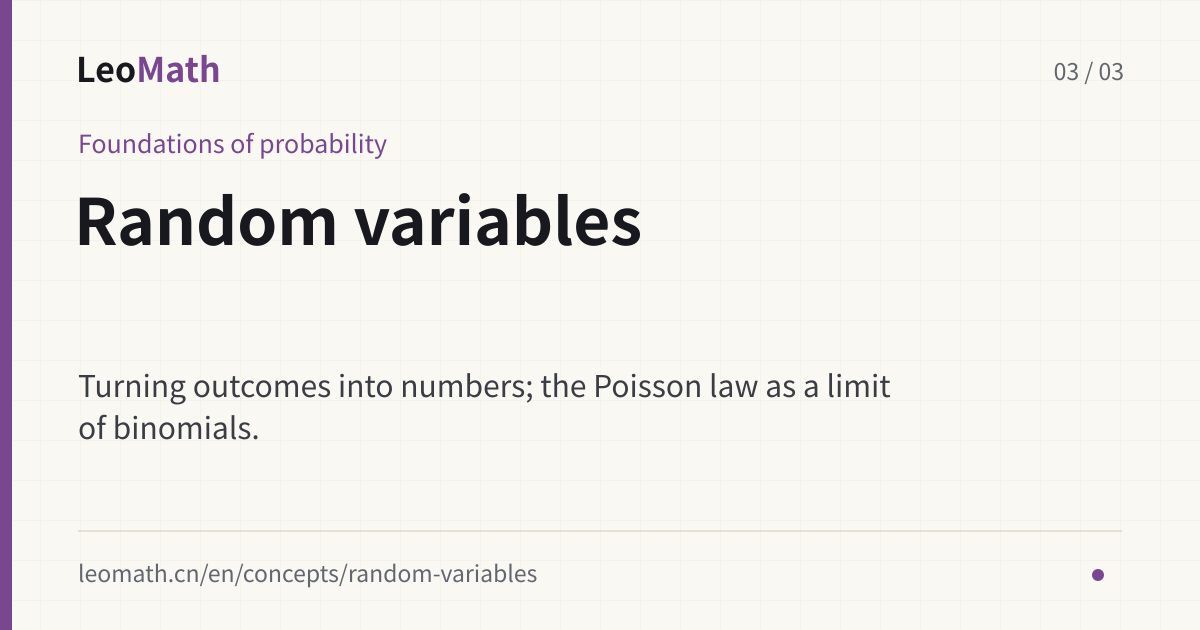 LeoMath
03 / 03
Foundations of probability
Random variables
Turning outcomes into numbers; the Poisson law as a limit
of binomials.
leomath.cn/en/concepts/random-variables